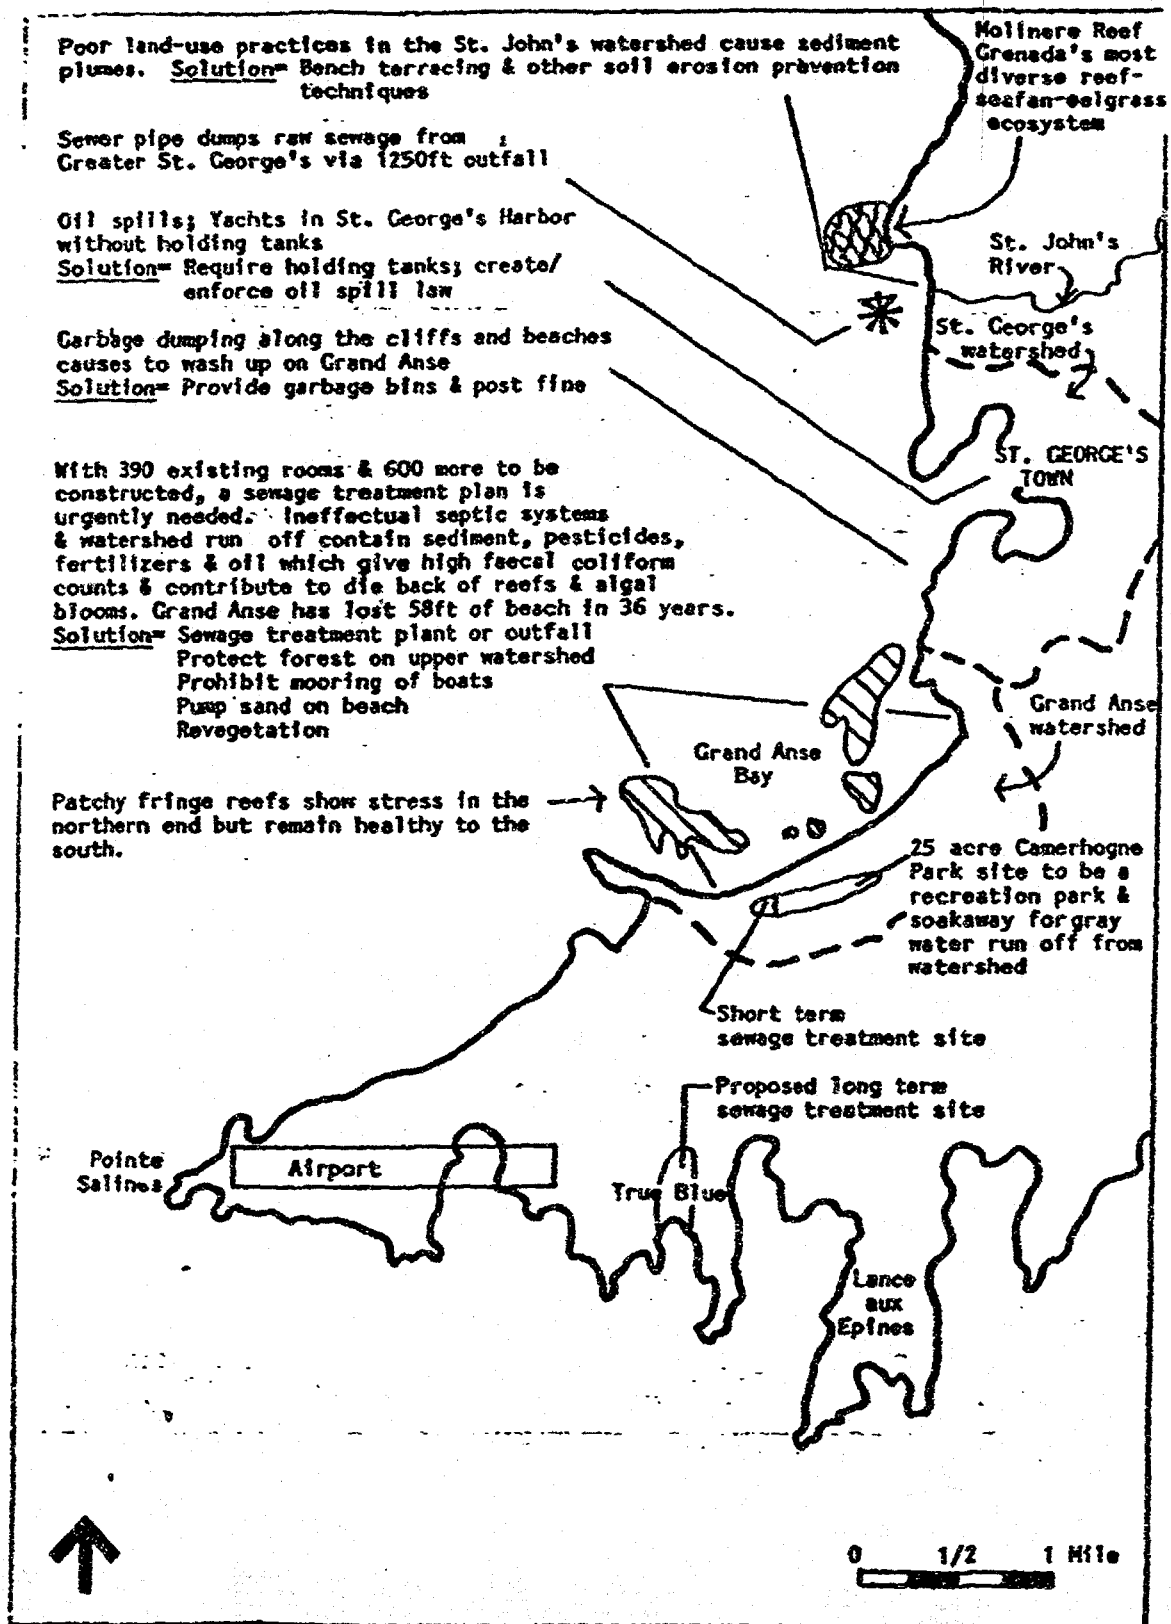 Poor land-use practices in the St. John's watershed cause sediment
plumes. Solution= Bench terracing & other soil erosion prevention
techniques
Molinere Reef
Grenada's most
diverse reef-
seafan-eelgrass
ecosystem
Sewer pipe dumps raw sewage from
Greater St. George's via 1250ft outfall
Oil spills; Yachts in St. George's Harbor
without holding tanks
Solution= Require holding tanks; create/
enforce oil spill law
St. John's
River
St. George's
watershed
Garbage dumping along the cliffs and beaches
causes to wash up on Grand Anse
Solution= Provide garbage bins & post fine
ST. GEORGE'S
TOWN
With 390 existing rooms & 600 more to be
constructed, a sewage treatment plan is
urgently needed. Ineffectual septic systems
& watershed run off contain sediment, pesticides,
fertilizers & oil which give high faecal coliform
counts & contribute to die back of reefs & algal
blooms. Grand Anse has lost 58ft of beach in 36 years.
Solution= Sewage treatment plant or outfall
Protect forest on upper watershed
Prohibit mooring of boats
Pump sand on beach
Revegetation
Grand Anse
watershed
Grand Anse
Bay
Patchy fringe reefs show stress in the
northern end but remain healthy to the
south.
25 acre Camerhogne
Park site to be a
recreation park &
soakaway for gray
water run off from
watershed
Short term
sewage treatment site
Proposed long term
sewage treatment site
Pointe
Salines
Airport
True Blue
Lance
aux
Epines
0 1/2 1 Mile